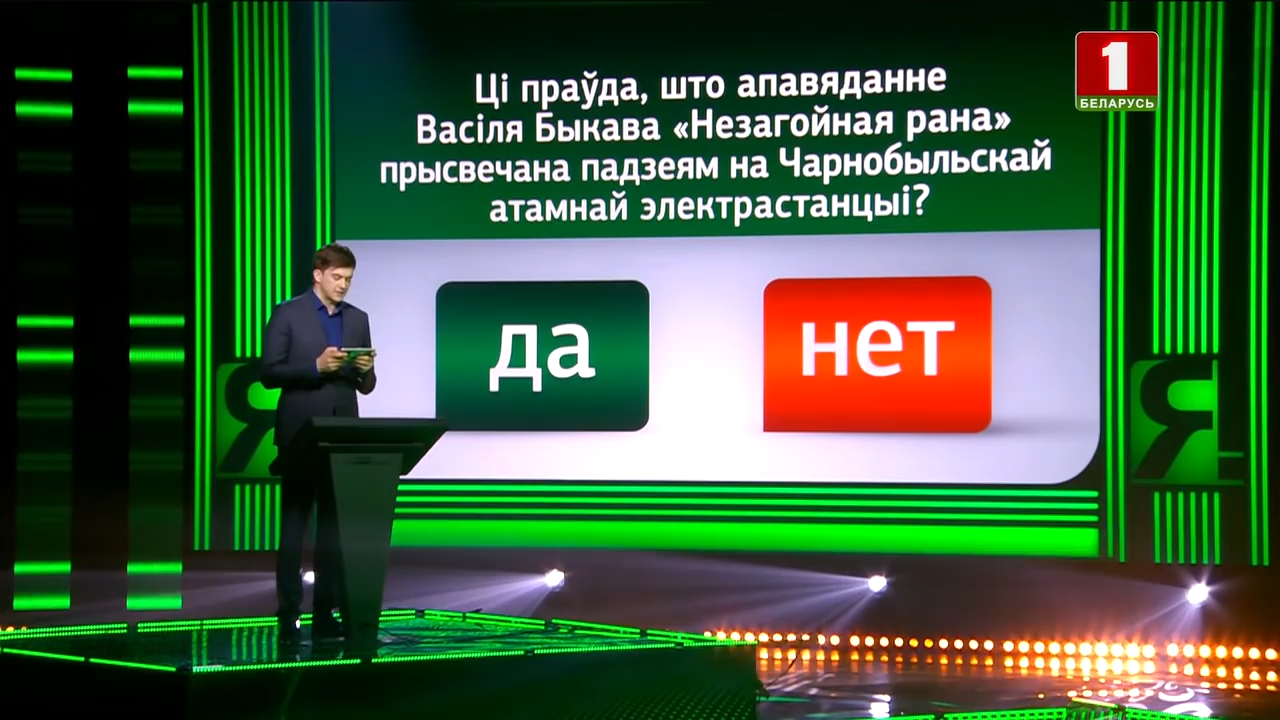 Ці праўда, што апавяданне
Васіля Быкава «Незагойная рана»
прысвечана падзеям на Чарнобыльскай
атамнай электрастанцыі?
1
БЕЛАРУСЬ
да
нет
Я
Я